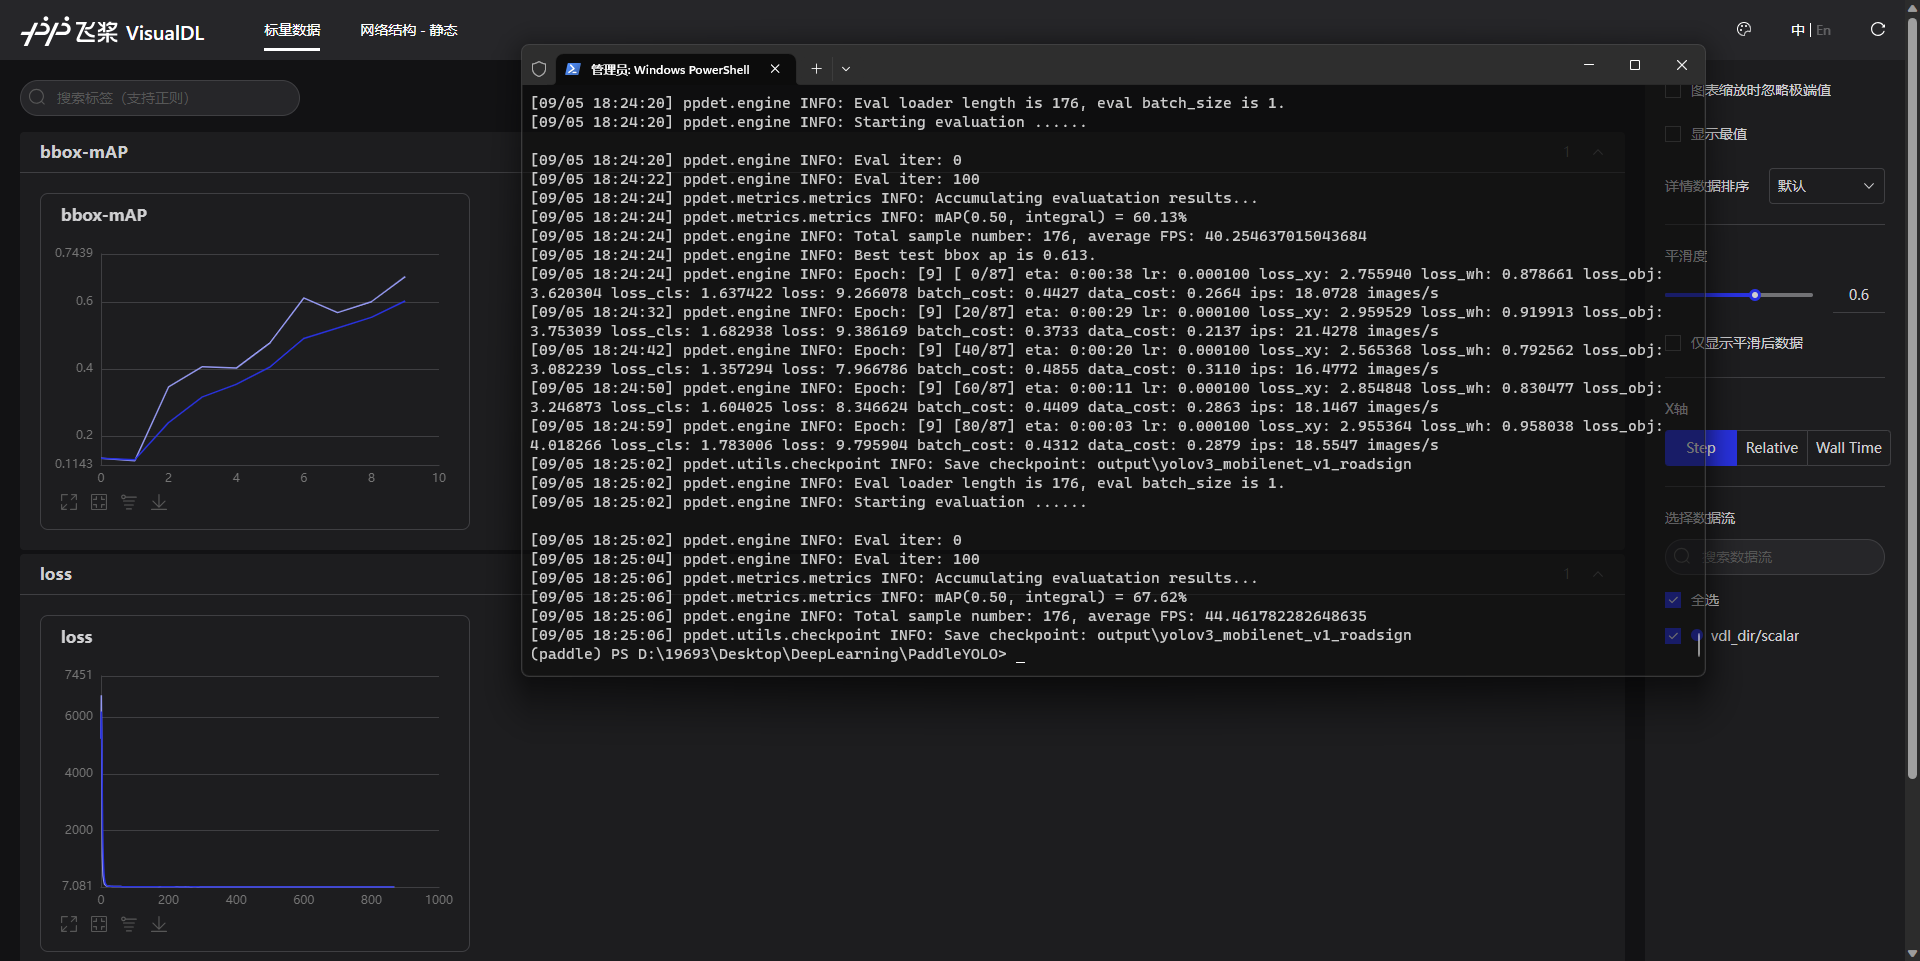 飞桨 VisualDL
标量数据
网络结构 - 静态
中 | En
搜索标签（支持正则）
bbox-mAP
1
bbox-mAP
0.7439
0.6
0.4
0.2
0.1143
0 2 4 6 8 10
loss
1
loss
7451
6000
4000
2000
7.081
0 200 400 600 800 1000
管理员: Windows PowerShell
[09/05 18:24:20] ppdet.engine INFO: Eval loader length is 176, eval batch_size is 1.
[09/05 18:24:20] ppdet.engine INFO: Starting evaluation ......
[09/05 18:24:20] ppdet.engine INFO: Eval iter: 0
[09/05 18:24:22] ppdet.engine INFO: Eval iter: 100
[09/05 18:24:24] ppdet.metrics.metrics INFO: Accumulating evaluatation results...
[09/05 18:24:24] ppdet.metrics.metrics INFO: mAP(0.50, integral) = 60.13%
[09/05 18:24:24] ppdet.engine INFO: Total sample number: 176, average FPS: 40.254637015043684
[09/05 18:24:24] ppdet.engine INFO: Best test bbox ap is 0.613.
[09/05 18:24:24] ppdet.engine INFO: Epoch: [9] [ 0/87] eta: 0:00:38 lr: 0.000100 loss_xy: 2.755940 loss_wh: 0.878661 loss_obj:
3.620304 loss_cls: 1.637422 loss: 9.266078 batch_cost: 0.4427 data_cost: 0.2664 ips: 18.0728 images/s
[09/05 18:24:32] ppdet.engine INFO: Epoch: [9] [20/87] eta: 0:00:29 lr: 0.000100 loss_xy: 2.959529 loss_wh: 0.919913 loss_obj:
3.753039 loss_cls: 1.682938 loss: 9.386169 batch_cost: 0.3733 data_cost: 0.2137 ips: 21.4278 images/s
[09/05 18:24:42] ppdet.engine INFO: Epoch: [9] [40/87] eta: 0:00:20 lr: 0.000100 loss_xy: 2.565368 loss_wh: 0.792562 loss_obj:
3.082239 loss_cls: 1.357294 loss: 7.966786 batch_cost: 0.4855 data_cost: 0.3110 ips: 16.4772 images/s
[09/05 18:24:50] ppdet.engine INFO: Epoch: [9] [60/87] eta: 0:00:11 lr: 0.000100 loss_xy: 2.854848 loss_wh: 0.830477 loss_obj:
3.246873 loss_cls: 1.604025 loss: 8.346624 batch_cost: 0.4409 data_cost: 0.2863 ips: 18.1467 images/s
[09/05 18:24:59] ppdet.engine INFO: Epoch: [9] [80/87] eta: 0:00:03 lr: 0.000100 loss_xy: 2.955364 loss_wh: 0.958038 loss_obj:
4.018266 loss_cls: 1.783006 loss: 9.795904 batch_cost: 0.4312 data_cost: 0.2879 ips: 18.5547 images/s
[09/05 18:25:02] ppdet.utils.checkpoint INFO: Save checkpoint: output\yolov3_mobilenet_v1_roadsign
[09/05 18:25:02] ppdet.engine INFO: Eval loader length is 176, eval batch_size is 1.
[09/05 18:25:02] ppdet.engine INFO: Starting evaluation ......
[09/05 18:25:02] ppdet.engine INFO: Eval iter: 0
[09/05 18:25:04] ppdet.engine INFO: Eval iter: 100
[09/05 18:25:06] ppdet.metrics.metrics INFO: Accumulating evaluatation results...
[09/05 18:25:06] ppdet.metrics.metrics INFO: mAP(0.50, integral) = 67.62%
[09/05 18:25:06] ppdet.engine INFO: Total sample number: 176, average FPS: 44.461782282648635
[09/05 18:25:06] ppdet.utils.checkpoint INFO: Save checkpoint: output\yolov3_mobilenet_v1_roadsign
(paddle) PS D:\19693\Desktop\DeepLearning\PaddleYOLO> _
图表缩放时忽略极端值
显示最值
详情数据排序
默认
平滑度
0.6
仅显示平滑后数据
X轴
Step Relative Wall Time
选择数据流
搜索数据流
全选
vdl_dir/scalar